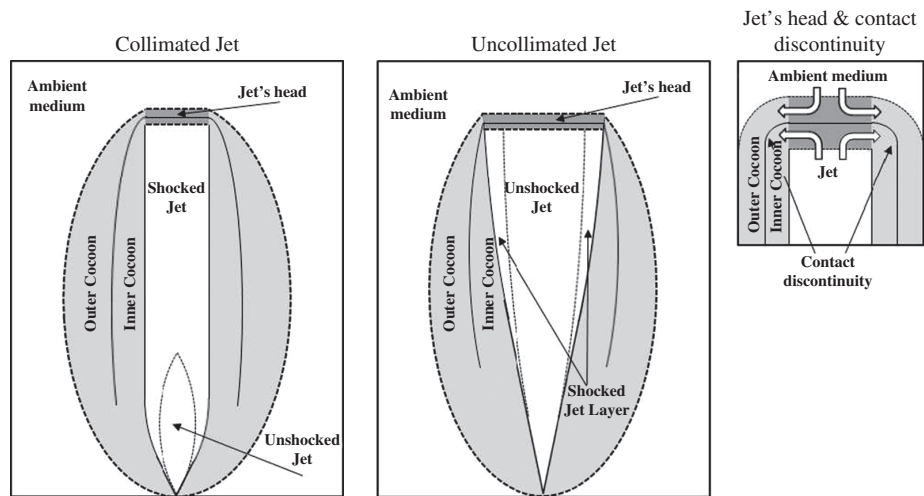 Collimated Jet
Ambient
medium
Jet's head
Shocked
Jet
Outer Cocoon
Inner Cocoon
Unshocked
Jet
Uncollimated Jet
Ambient
medium
Jet's head
Unshocked
Jet
Outer Cocoon
Inner Cocoon
Shocked
Jet Layer
Jet's head & contact
discontinuity
Ambient medium
Jet
Outer Cocoon
Inner Cocoon
Contact
discontinuity